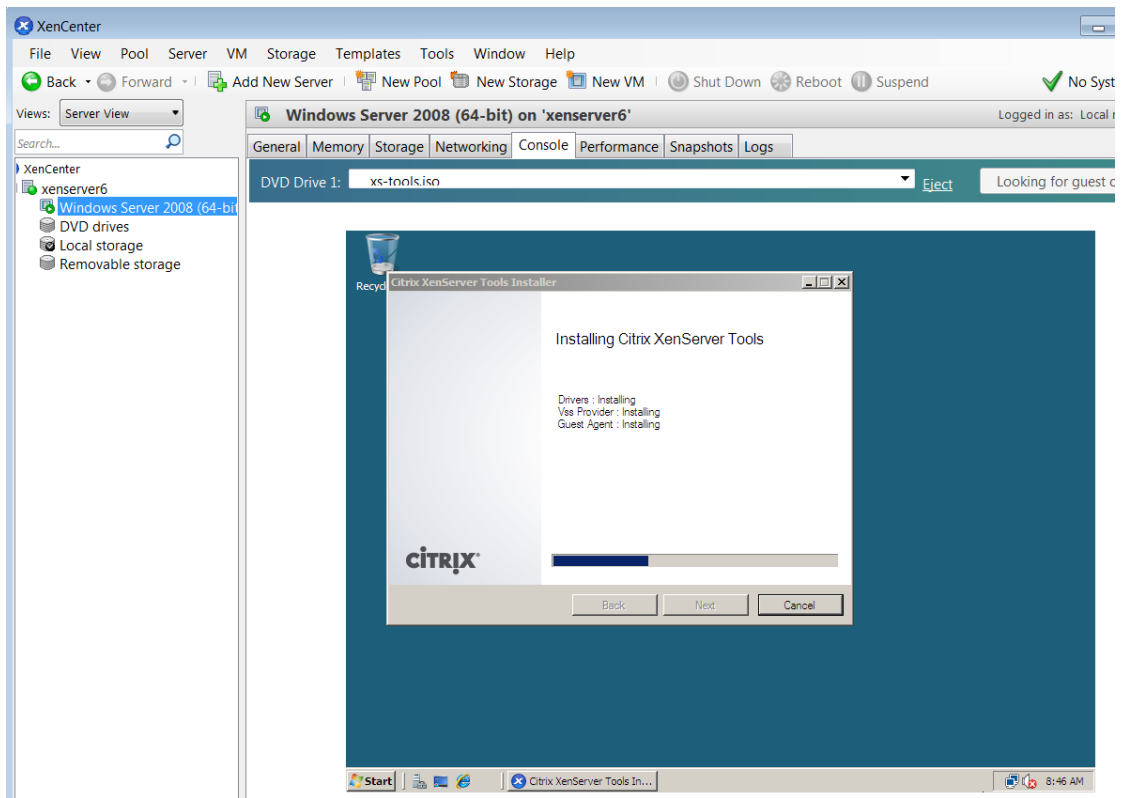 XenCenter
File View Pool Server VM Storage Templates Tools Window Help
Back Forward Add New Server New Pool New Storage New VM Shut Down Reboot Suspend No Syst
Views: Server View
Windows Server 2008 (64-bit) on 'xenserver6'
Logged in as: Local
Search...
General Memory Storage Networking Console Performance Snapshots Logs
XenCenter
xenserver6
Windows Server 2008 (64-bit
DVD drives
Local storage
Removable storage
DVD Drive 1: xs-tools.iso Eject Looking for guest
Recyc
Citrix XenServer Tools Installer
Installing Citrix XenServer Tools
Drivers : Installing
Vss Provider : Installing
Guest Agent : Installing
CITRIX
Back Next Cancel
Start Citrix XenServer Tools In... 8:46 AM